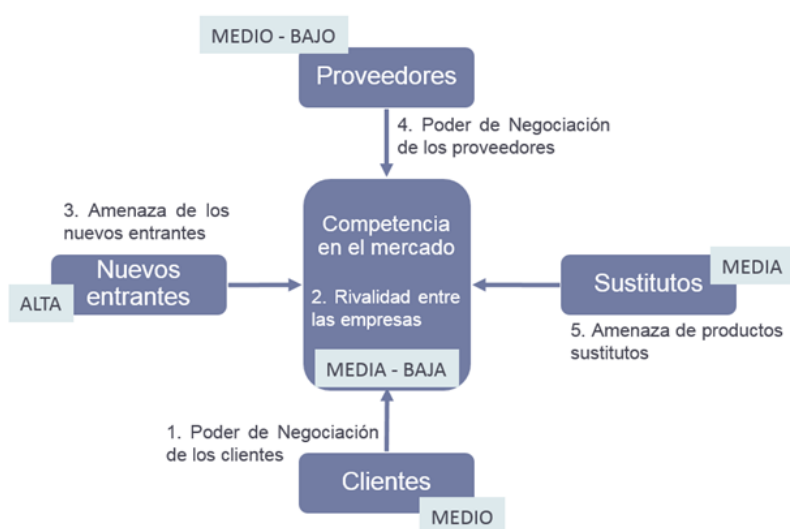 MEDIO - BAJO
Proveedores
4. Poder de Negociación
de los proveedores
3. Amenaza de los
nuevos entrantes
Nuevos
entrantes
ALTA
Competencia
en el mercado
2. Rivalidad entre
las empresas
MEDIA - BAJA
Sustitutos
MEDIA
5. Amenaza de productos
sustitutos
1. Poder de Negociación
de los clientes
Clientes
MEDIO